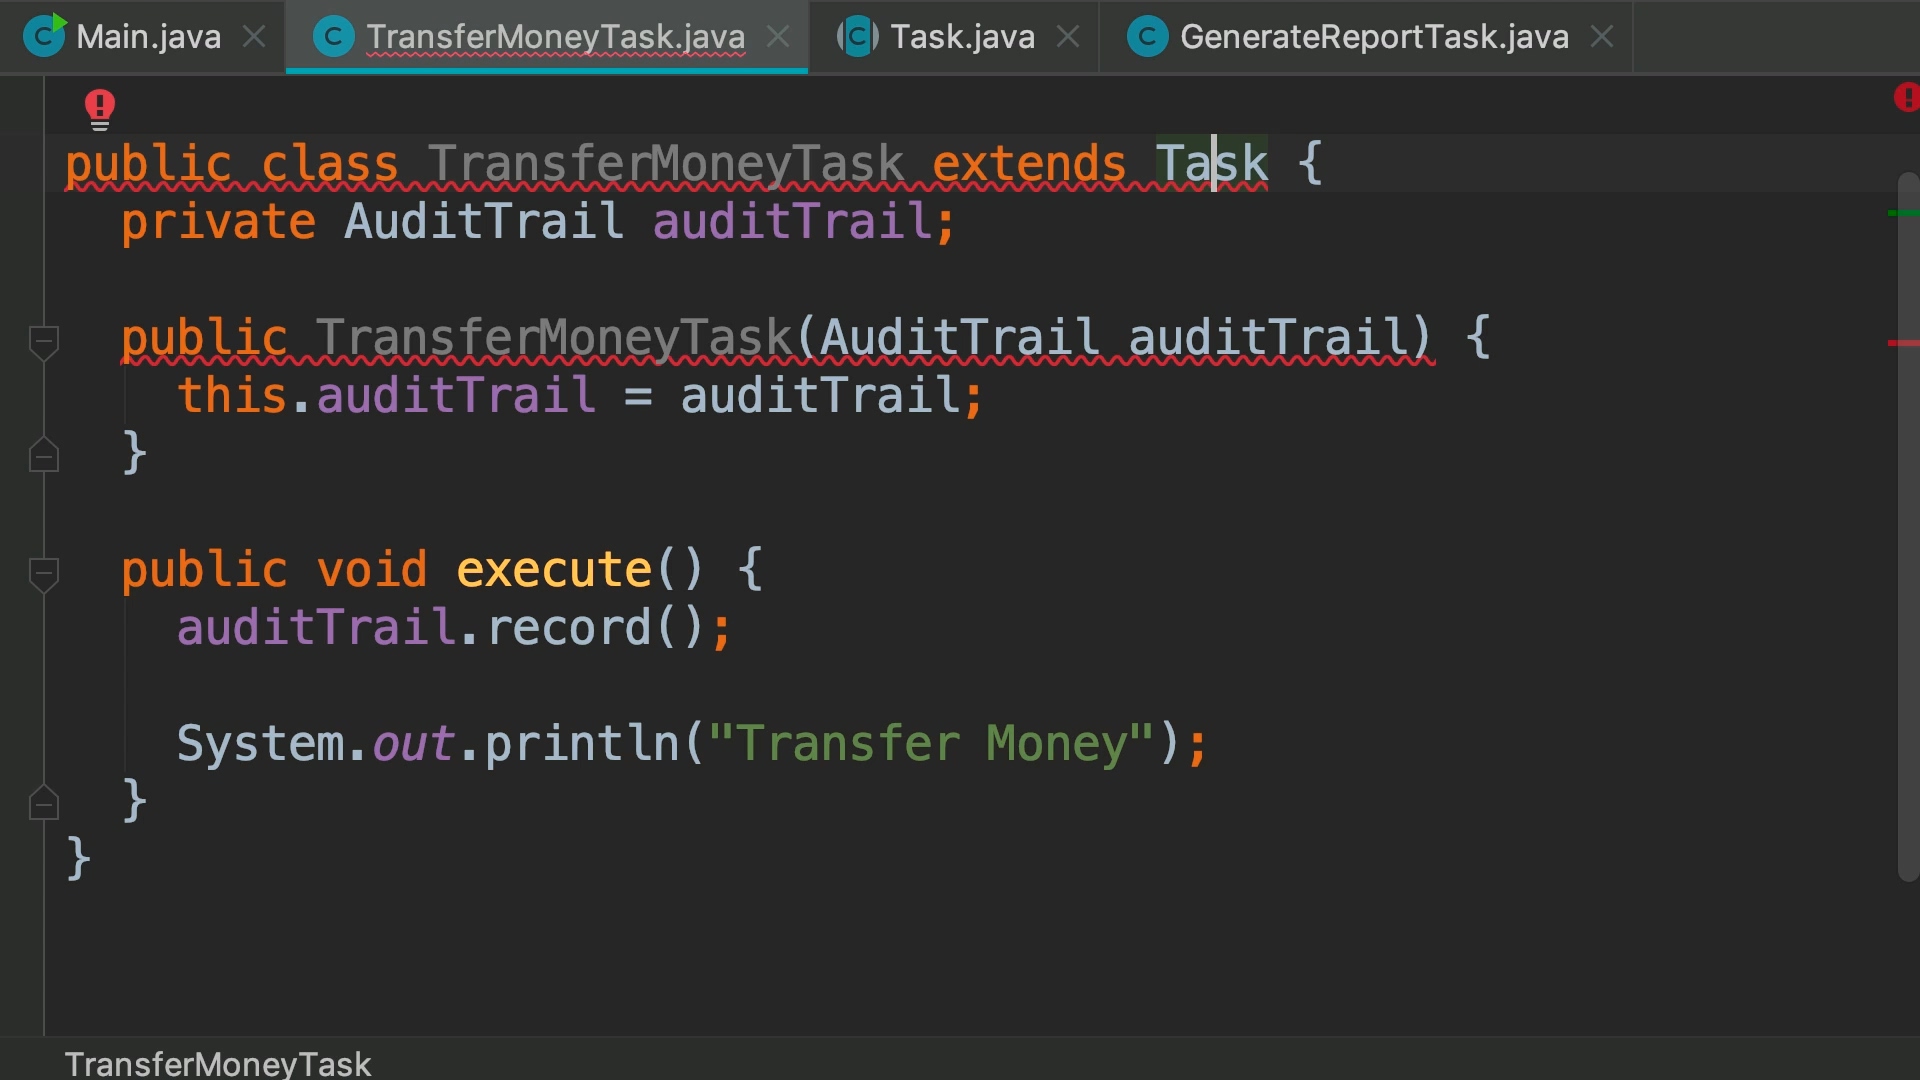 Main.java TransferMoneyTask.java Task.java GenerateReportTask.java
public class TransferMoneyTask extends Task {
private AuditTrail auditTrail;
public TransferMoneyTask(AuditTrail auditTrail) {
this.auditTrail = auditTrail;
}
public void execute() {
auditTrail.record();
System.out.println("Transfer Money");
}
}
TransferMoneyTask